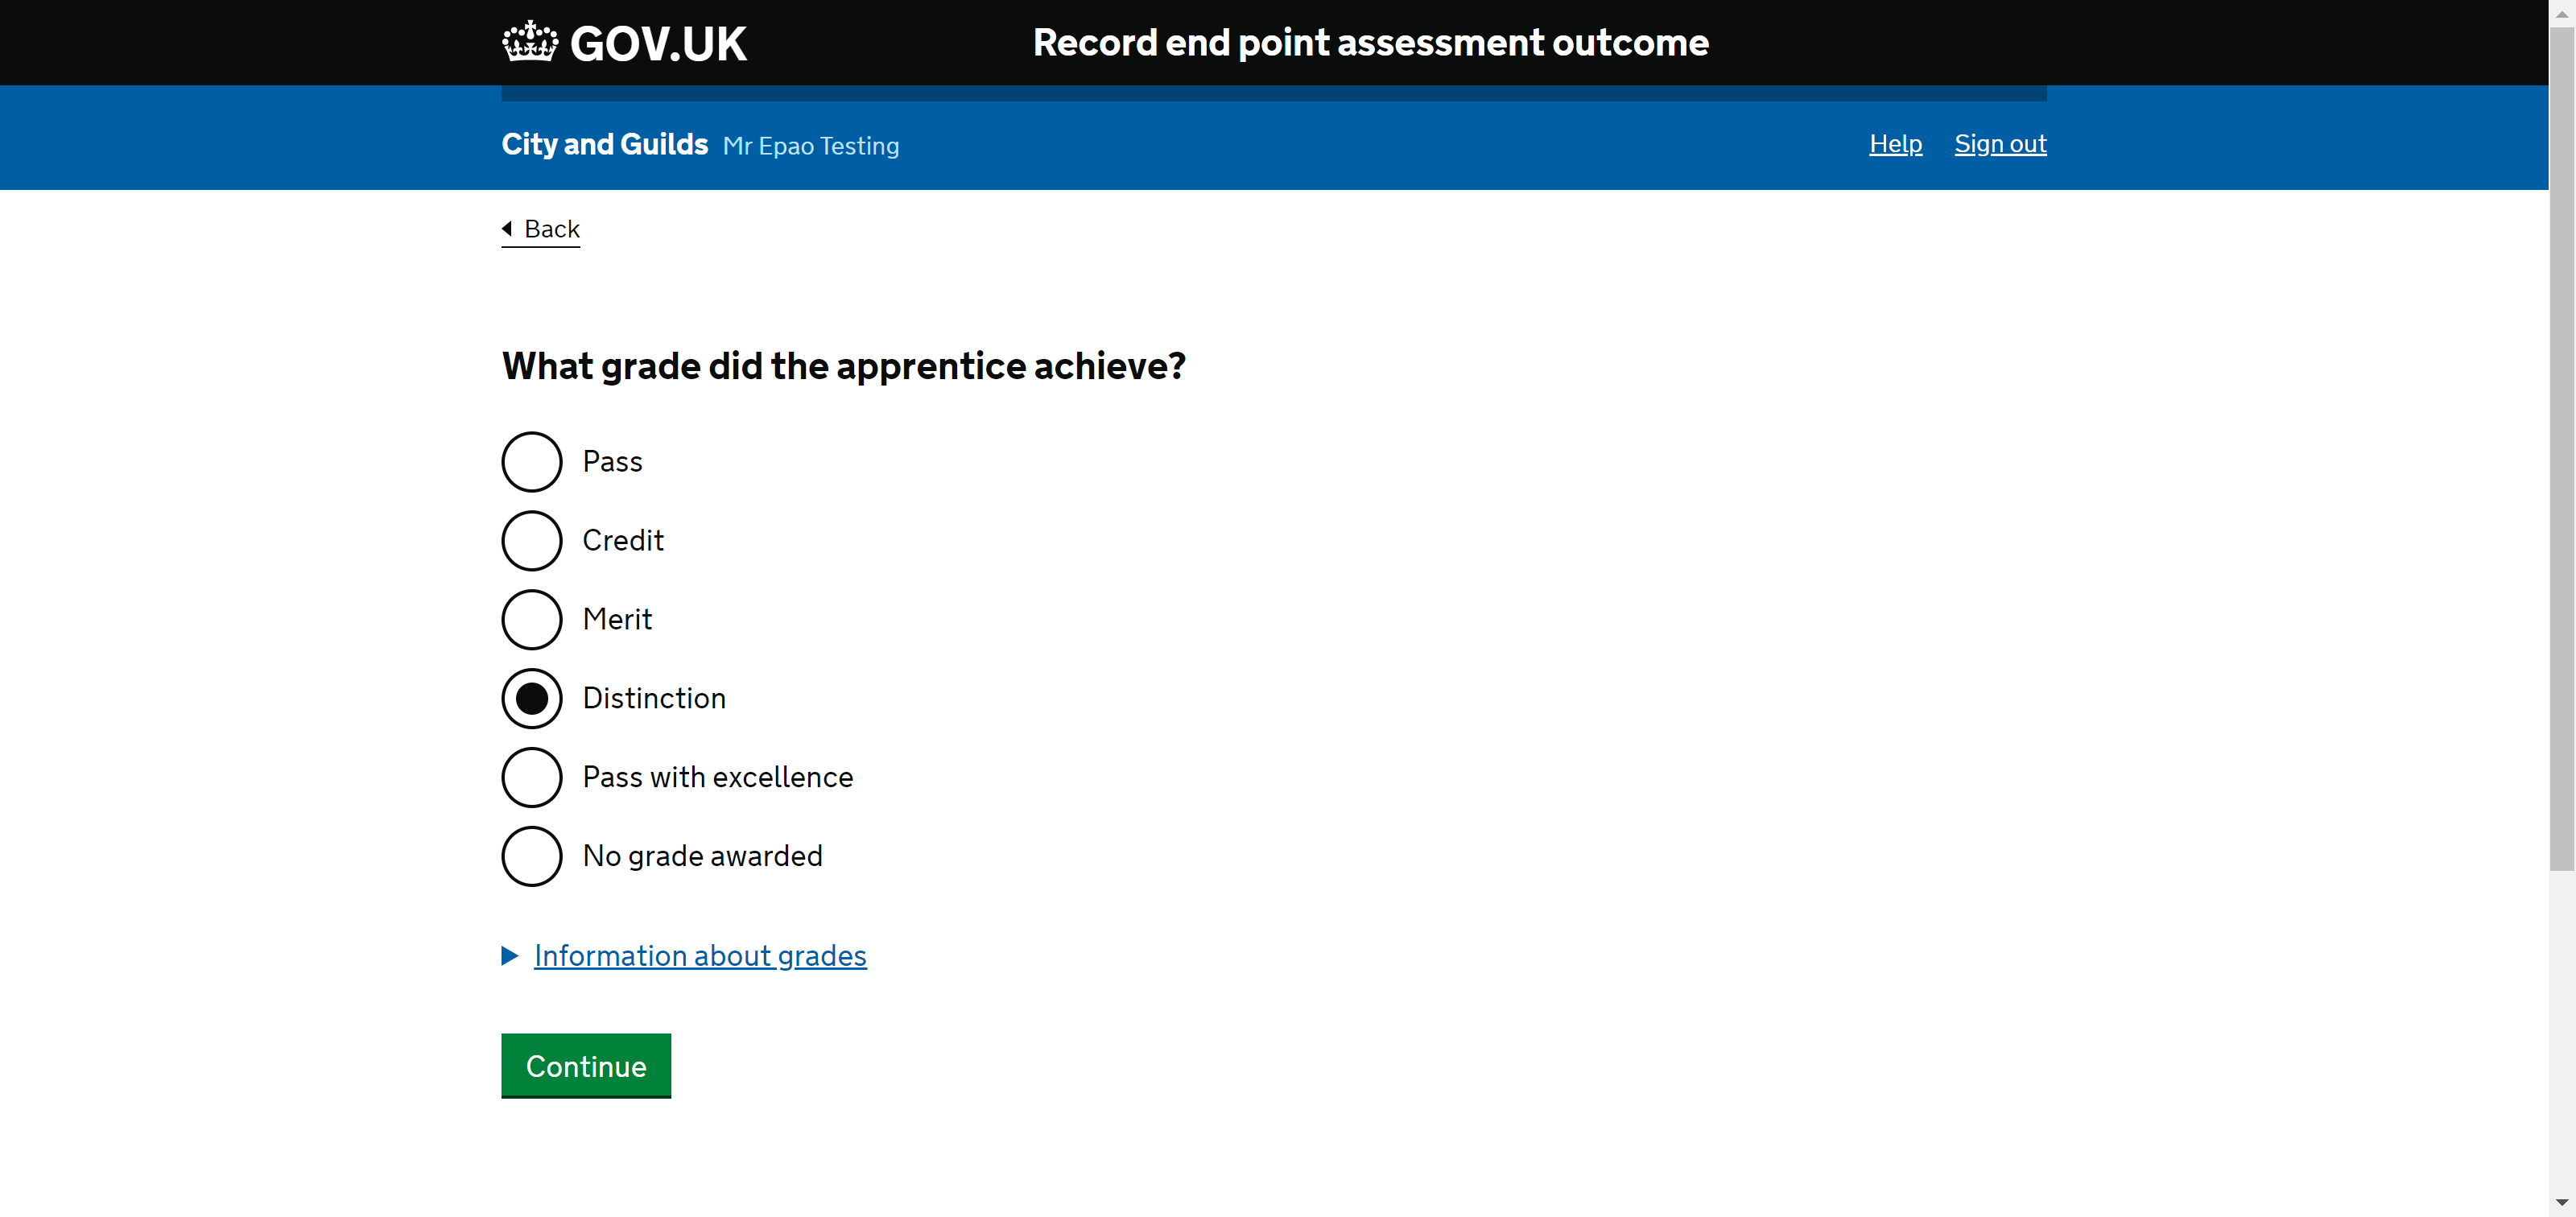 GOV.UK
Record end point assessment outcome
City and Guilds Mr Epao Testing
Help Sign out
Back
What grade did the apprentice achieve?
Pass
Credit
Merit
Distinction
Pass with excellence
No grade awarded
Information about grades
Continue